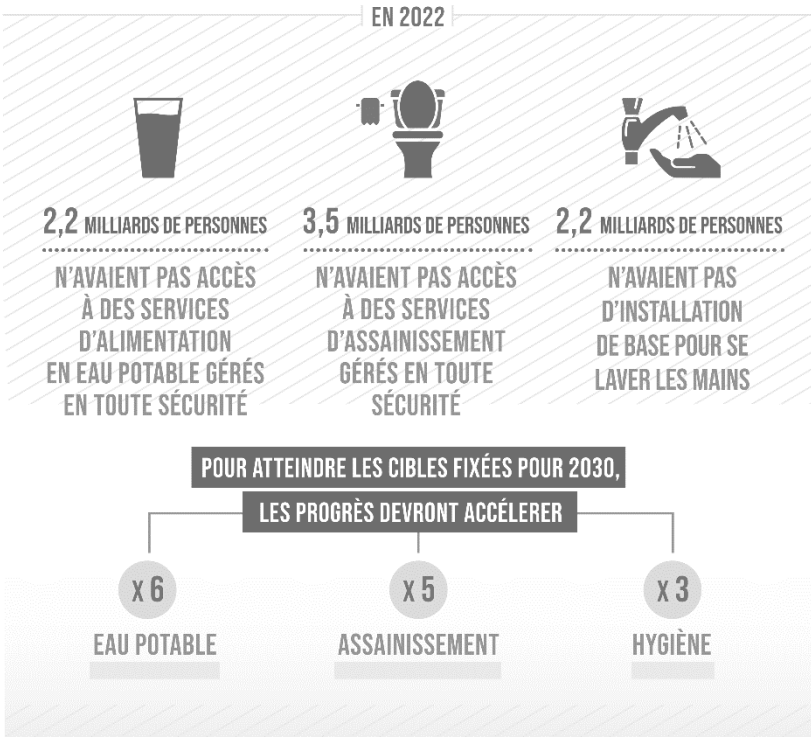 EN 2022
2,2 MILLIARDS DE PERSONNES
N'AVAIENT PAS ACCÈS
À DES SERVICES
D'ALIMENTATION
EN EAU POTABLE GÉRÉS
EN TOUTE SÉCURITÉ
3,5 MILLIARDS DE PERSONNES
N'AVAIENT PAS ACCÈS
À DES SERVICES
D'ASSAINISSEMENT
GÉRÉS EN TOUTE
SÉCURITÉ
2,2 MILLIARDS DE PERSONNES
N'AVAIENT PAS
D'INSTALLATION
DE BASE POUR SE
LAVER LES MAINS
POUR ATTEINDRE LES CIBLES FIXÉES POUR 2030,
LES PROGRÈS DEVRONT ACCÉLERER
X 6
EAU POTABLE
X 5
ASSAINISSEMENT
X 3
HYGIÈNE